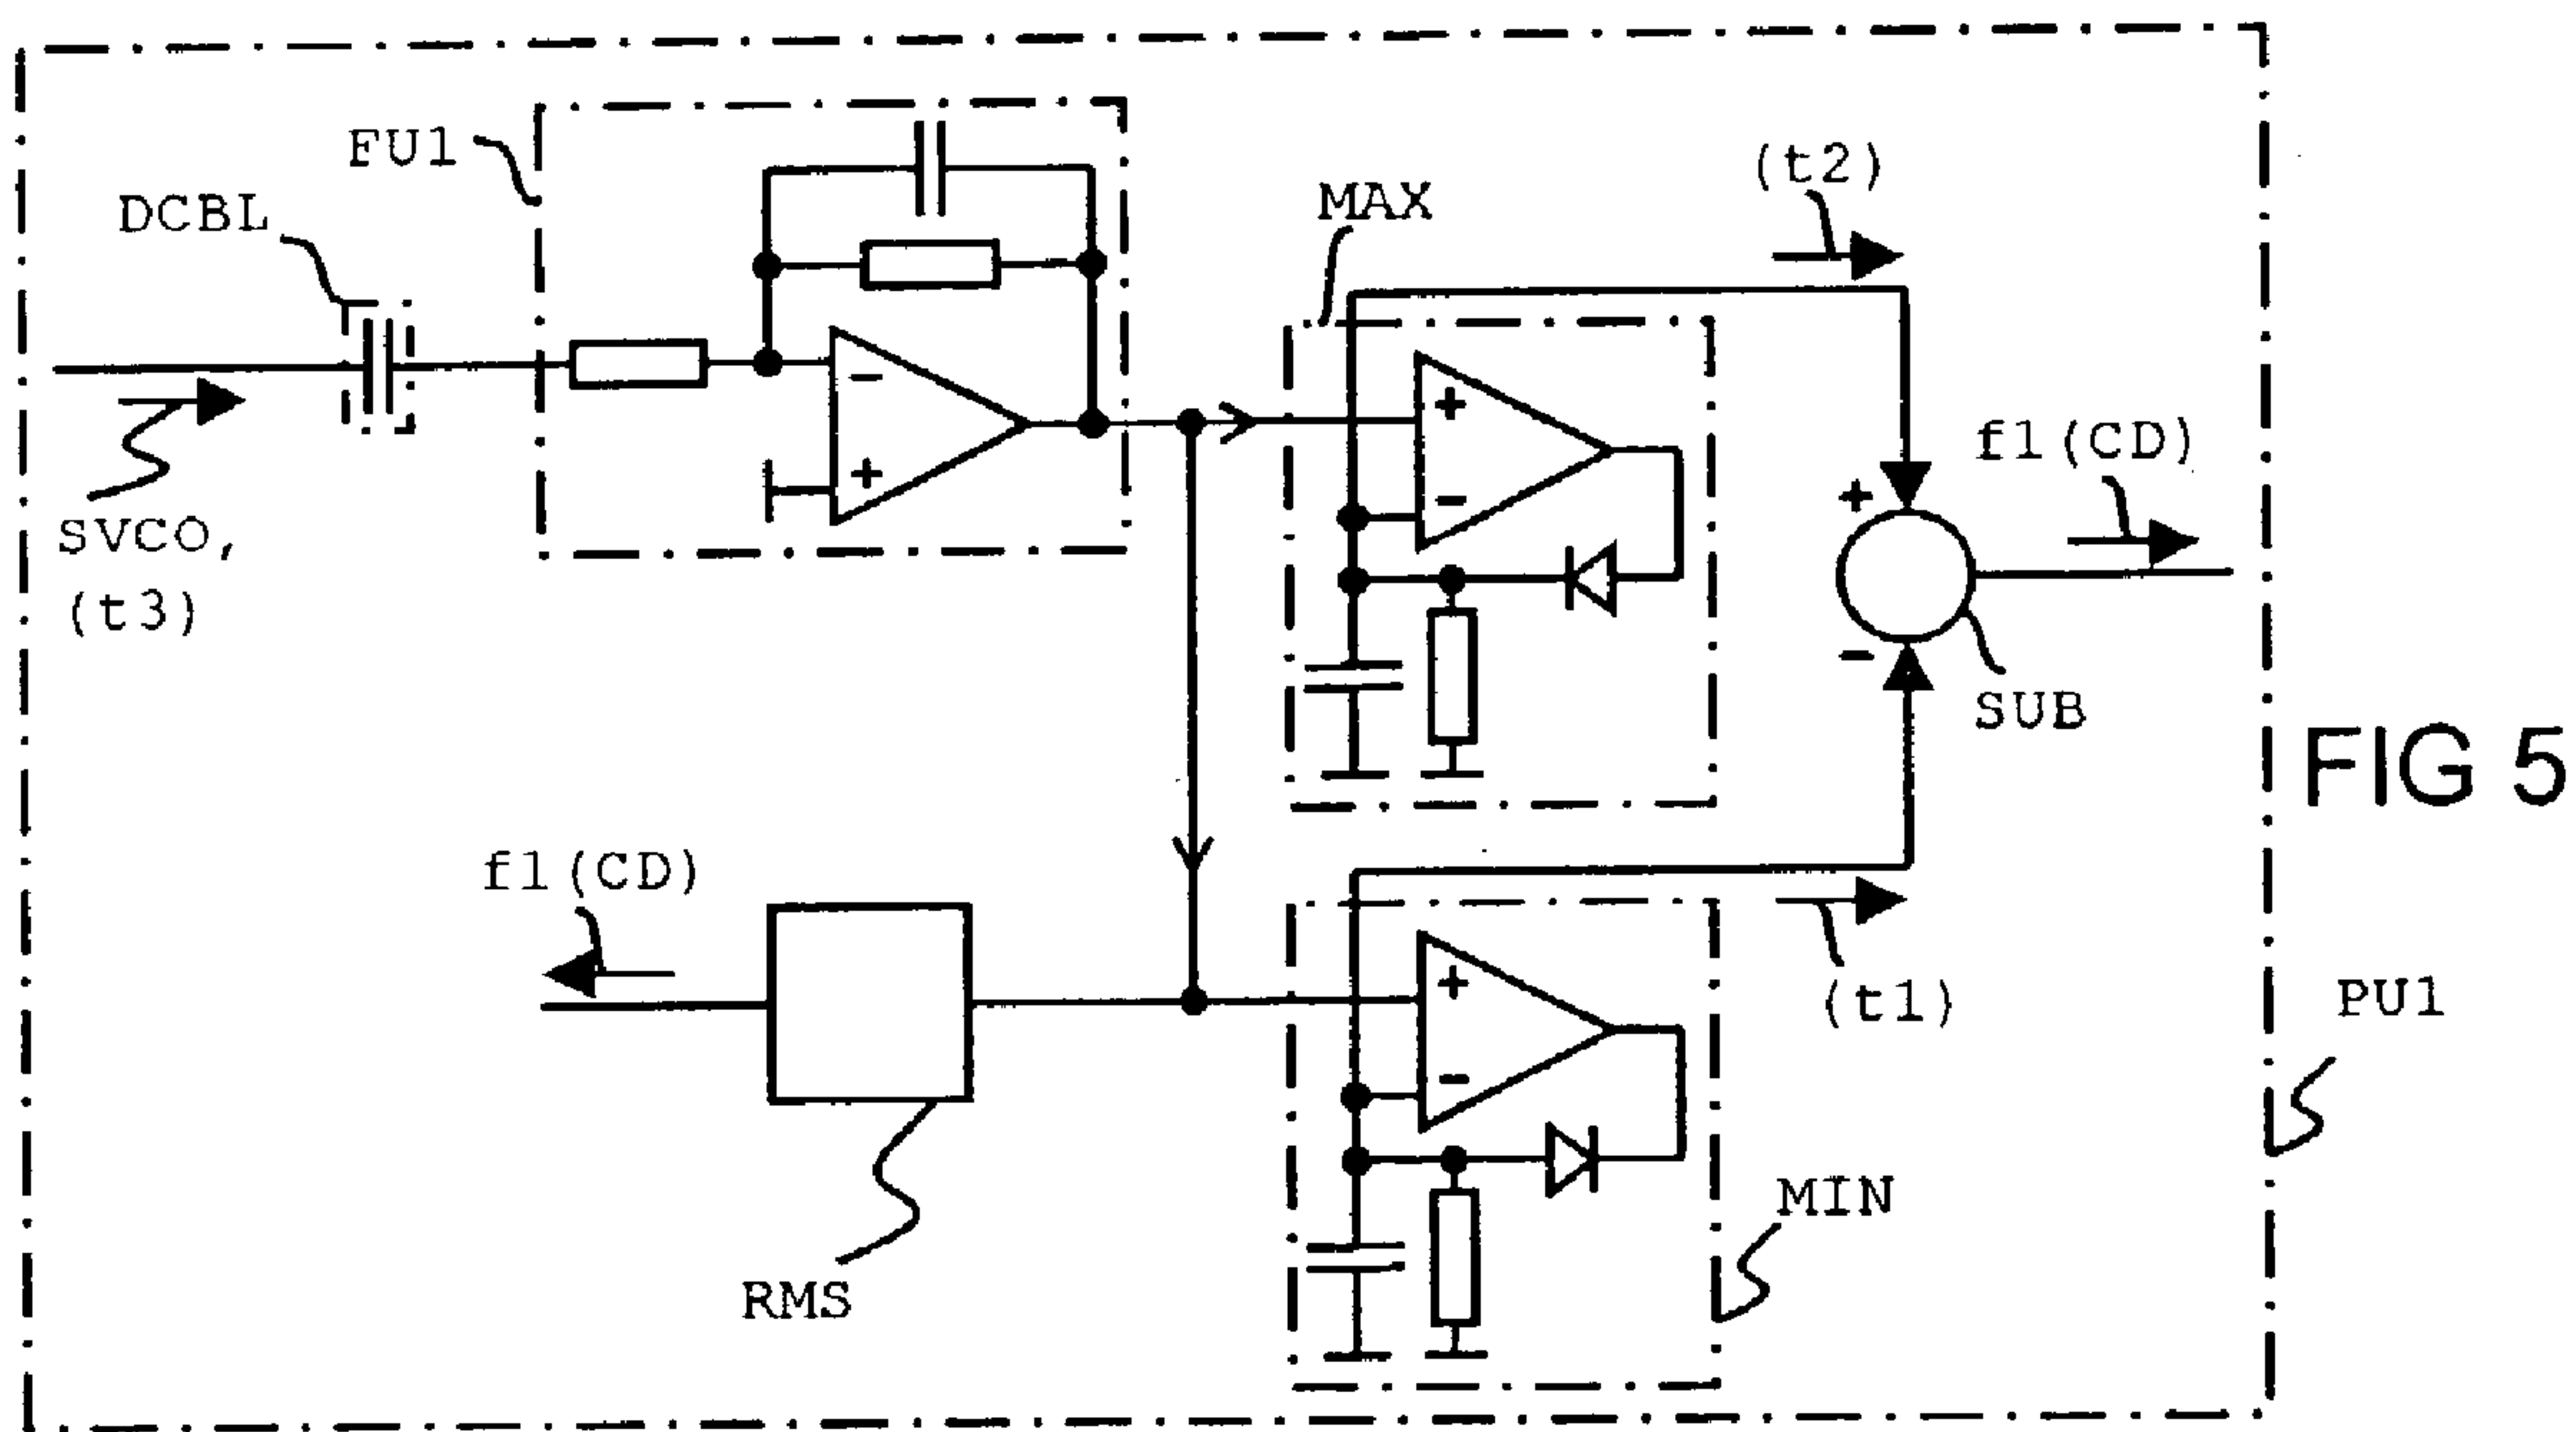 FU1
DCBL
MAX
(t2)
-
+
+
-
SVCO,
(t3)
+
-
f1(CD)
SUB
FIG 5
f1(CD)
+
-
(t1)
PU1
MIN
RMS